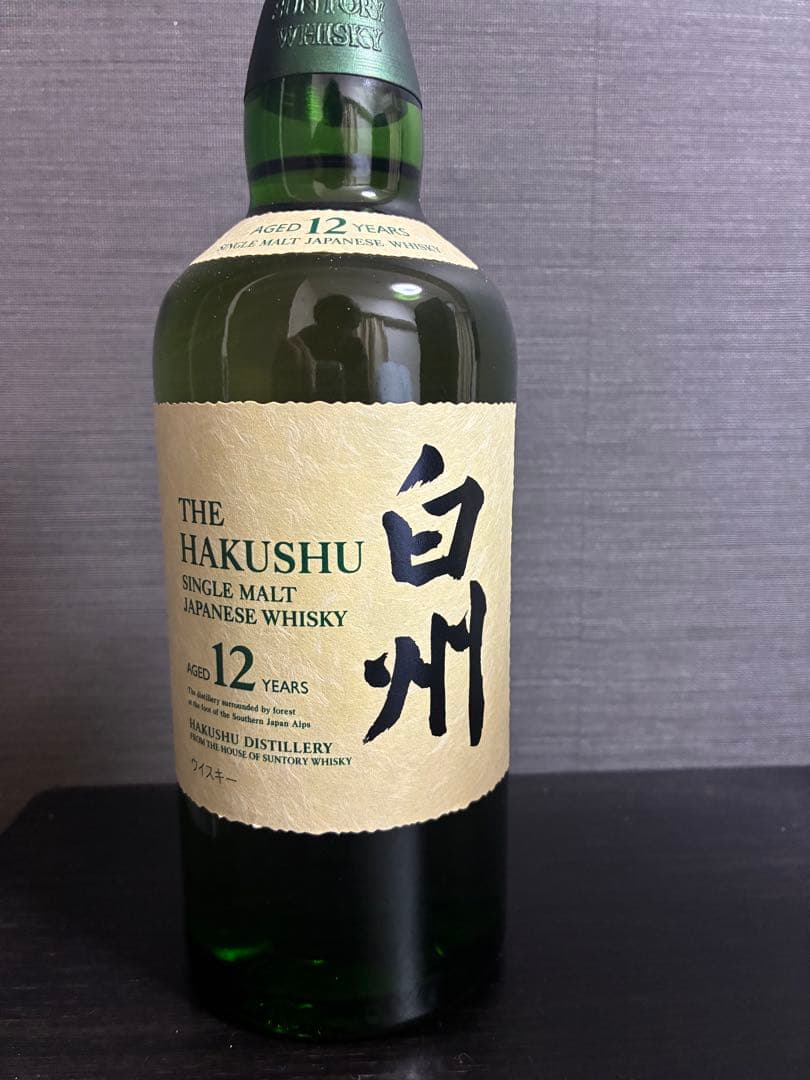 SUNTORY
WHISKY
AGED 12 YEARS
SINGLE MALT JAPANESE WHISKY
THE
HAKUSHU
SINGLE MALT
JAPANESE WHISKY
AGED 12 YEARS
The distillery surrounded by forest
at the foot of the Southern Japan Alps
HAKUSHU DISTILLERY
FROM THE HOUSE OF SUNTORY WHISKY
ウイスキー
白州